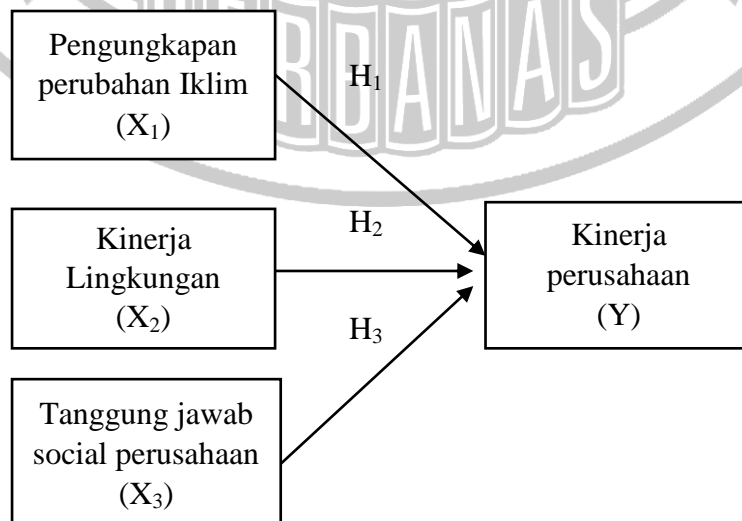 Pengungkapan
perubahan Iklim
(X₁)
H₁
Kinerja
Lingkungan
(X₂)
H₂
Kinerja
perusahaan
(Y)
H₃
Tanggung jawab
social perusahaan
(X₃)